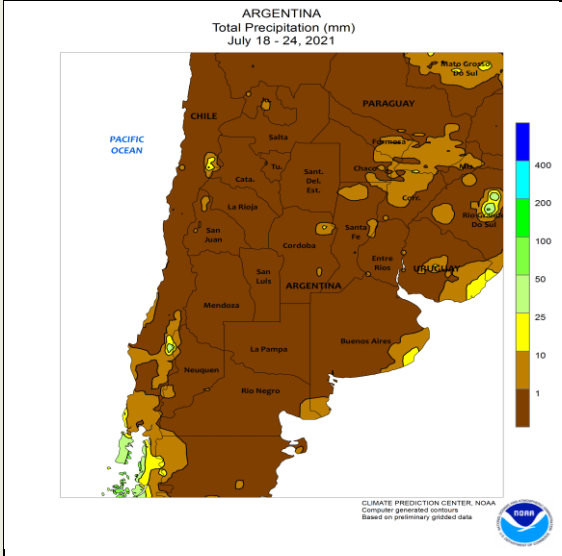 ARGENTINA
Total Precipitation (mm)
July 18 - 24, 2021
Mato Grosso
Do Sul
PARAGUAY
CHILE
PACIFIC
OCEAN
Salta
Formosa
Chaco
Mis.
Tu.
Sant.
Del.
Est.
Cata.
Corr.
La Rioja
Rio Grande
Do Sul
Santa
Fe
San
Juan
Cordoba
Entre
Rios
URUGUAY
San
Luis
ARGENTINA
Mendoza
Buenos Aires
La Pampa
Neuquen
Rio Negro
400
200
100
50
25
10
1
CLIMATE PREDICTION CENTER, NOAA
Computer generated contours
Based on preliminary gridded data
NOAA